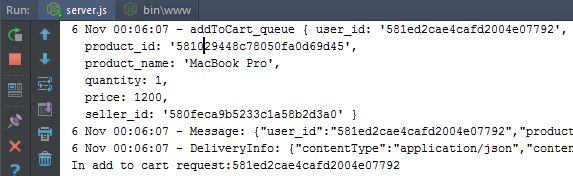 Run server.js bin\www
6 Nov 00:06:07 - addToCart_queue { user_id: '581ed2cae4cafd2004e07792',
product_id: '581029448c78050fa0d69d45',
product_name: 'MacBook Pro',
quantity: 1,
price: 1200,
seller_id: '580feca9b5233c1a58b2d3a0' }
6 Nov 00:06:07 - Message: {"user_id":"581ed2cae4cafd2004e07792","product
6 Nov 00:06:07 - DeliveryInfo: {"contentType":"application/json","conten
In add to cart request:581ed2cae4cafd2004e07792